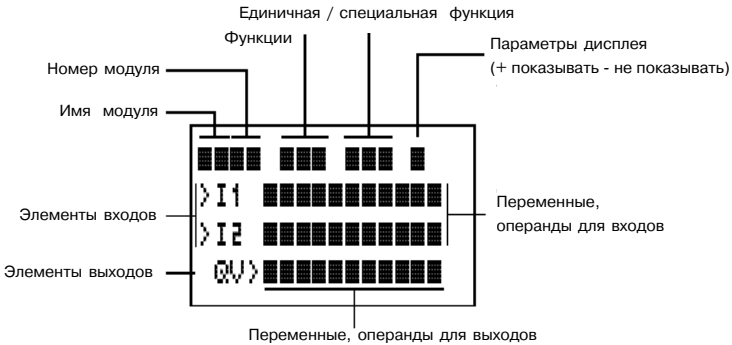 Единичная / специальная функция
Функции
Параметры дисплея
(+ показывать - не показывать)
Номер модуля
Имя модуля
>I1
>I2
QV>
Элементы входов
Элементы выходов
Переменные,
операнды для входов
Переменные, операнды для выходов